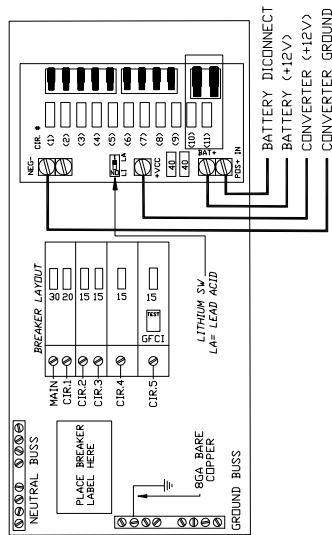 NEUTRAL BUSS
PLACE BREAKER
LABEL HERE
8GA BARE
COPPER
GROUND BUSS
BREAKER LAYOUT
MAIN
30
CIR.1
20
CIR.2
15
CIR.3
15
CIR.4
15
CIR.5
15
TEST
GFCI
LITHIUM SW
LA= LEAD ACID
NEG-
CIR. #
(1)
(2)
(3)
(4)
(5)
(6)
(7)
(8)
(9)
(10)
(11)
LI
LA
+VCC
40
40
BAT+
POS+ IN
BATTERY DICONNECT
BATTERY (+12V)
CONVERTER (+12V)
CONVERTER GROUND